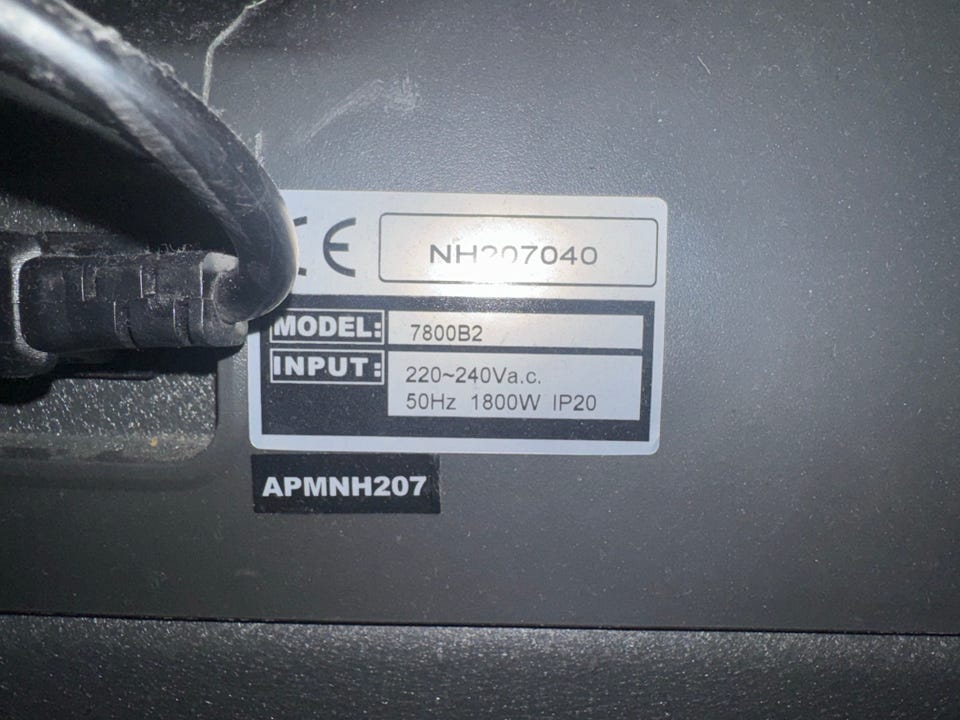 CE
NH207040
MODEL: 7800B2
INPUT: 220~240Va.c.
50Hz 1800W IP20
APMNH207